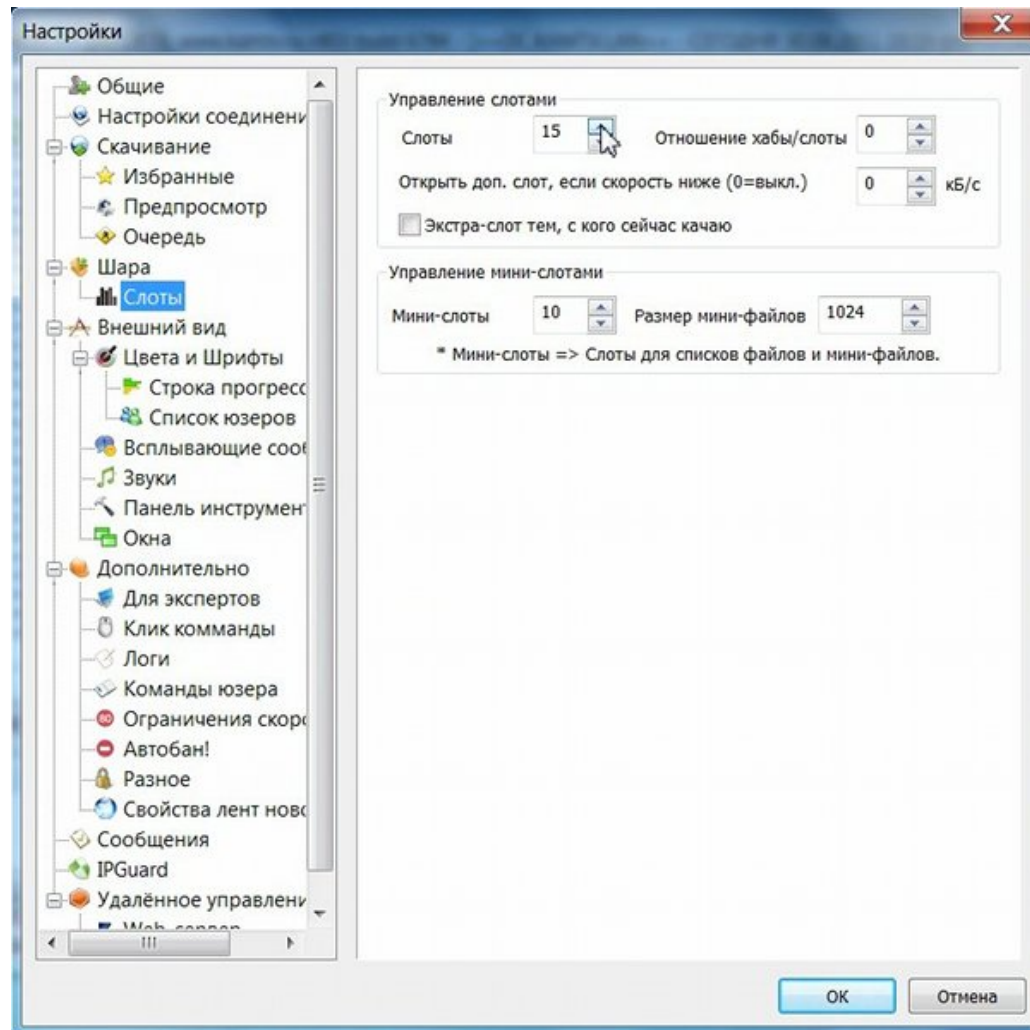 Настройки
Общие
Настройки соединени
Скачивание
Избранные
Предпросмотр
Очередь
Шара
Слоты
Внешний вид
Цвета и Шрифты
Строка прогресс
Список юзеров
Всплывающие сооб
Звуки
Панель инструмен
Окна
Дополнительно
Для экспертов
Клик комманды
Логи
Команды юзера
Ограничения скоро
Автобан!
Разное
Свойства лент ново
Сообщения
IPGuard
Удалённое управлени
Web-сервер
Управление слотами
Слоты 15 Отношение хабы/слоты 0
Открыть доп. слот, если скорость ниже (0=выкл.) 0 кБ/с
Экстра-слот тем, с кого сейчас качаю
Управление мини-слотами
Мини-слоты 10 Размер мини-файлов 1024
* Мини-слоты => Слоты для списков файлов и мини-файлов.
ОК Отмена